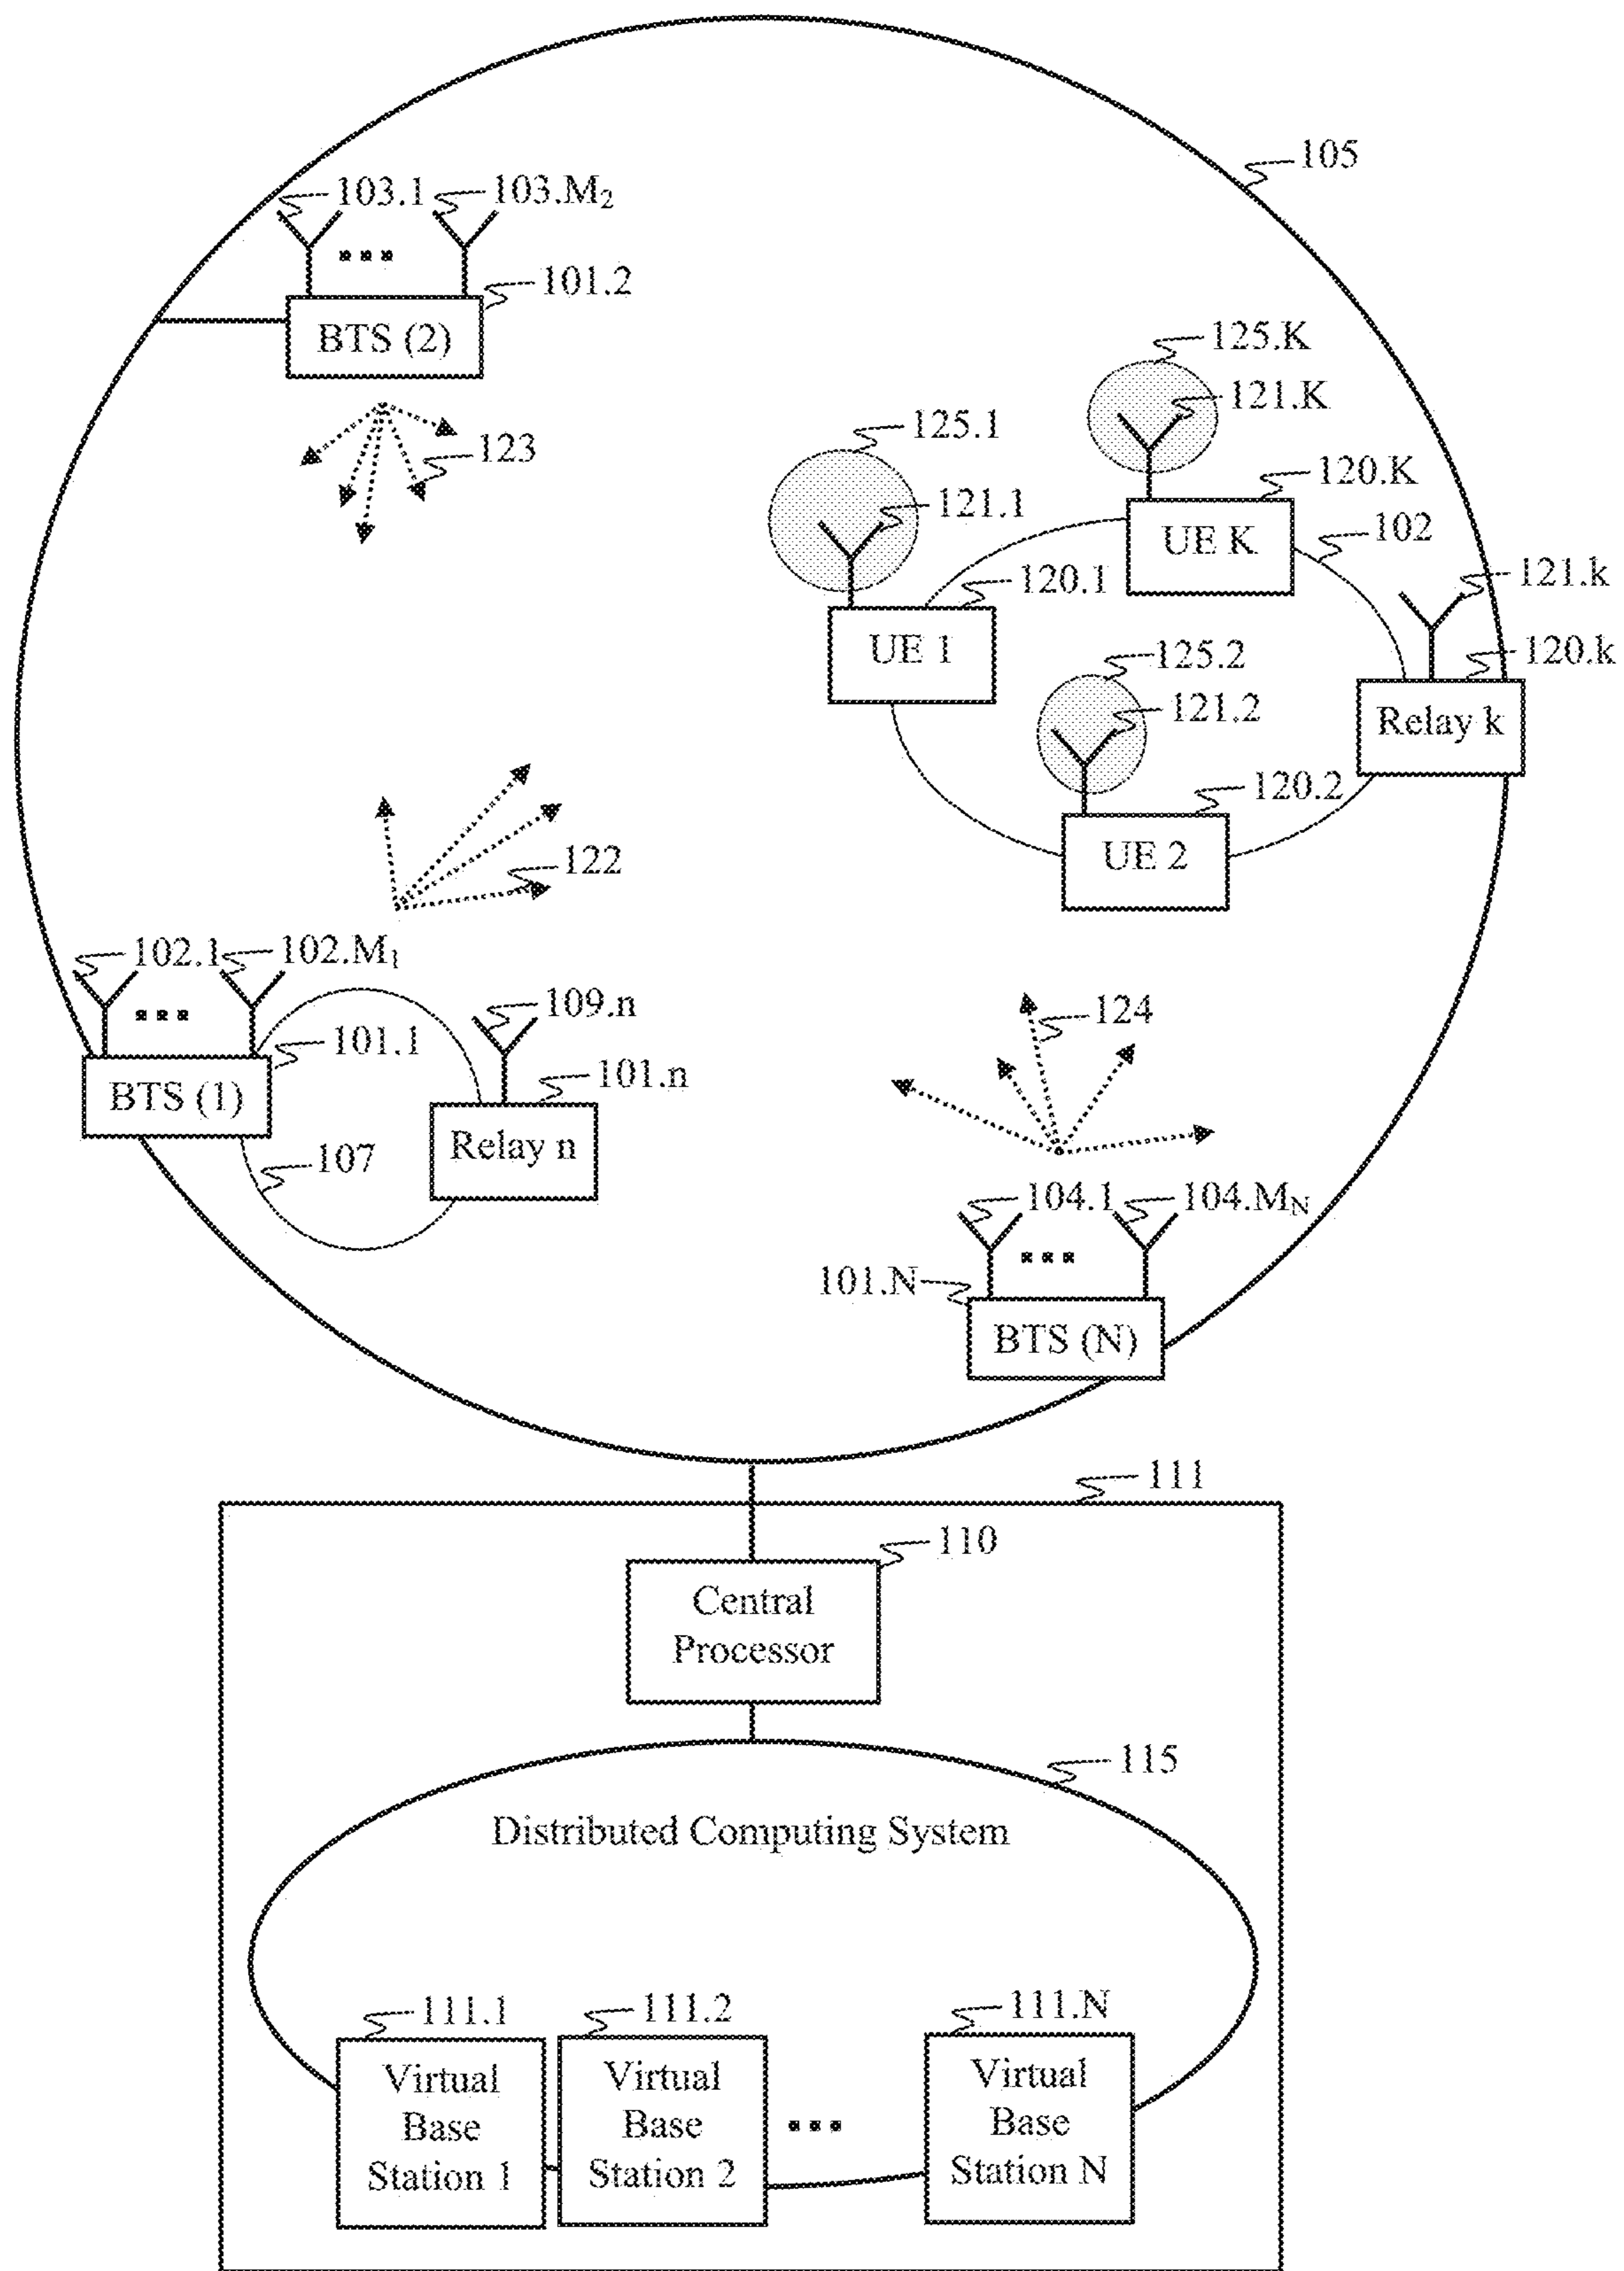 105
103.1
103.M₂
101.2
BTS (2)
123
125.K
121.K
125.1
121.1
120.K
UE K
102
120.1
UE 1
121.k
120.k
Relay k
125.2
121.2
120.2
UE 2
122
102.1
102.M₁
101.1
BTS (1)
109.n
101.n
Relay n
107
124
104.1
104.M_N
101.N
BTS (N)
111
110
Central
Processor
115
Distributed Computing System
111.1
Virtual
Base
Station 1
111.2
Virtual
Base
Station 2
111.N
Virtual
Base
Station N